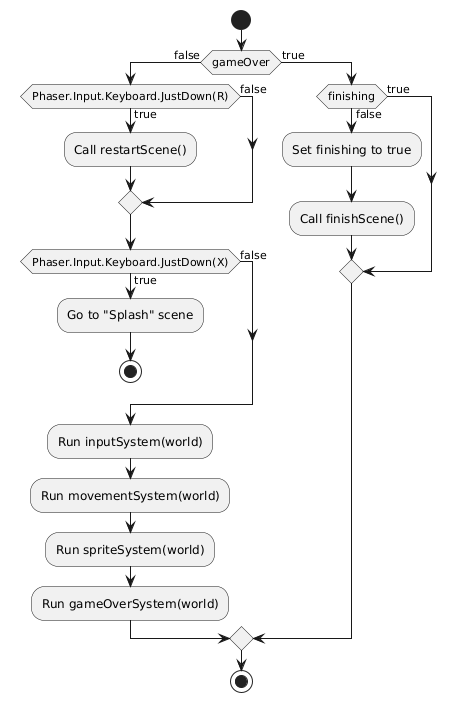 gameOver
false
true
Phaser.Input.Keyboard.JustDown(R)
false
true
Call restartScene()
Phaser.Input.Keyboard.JustDown(X)
false
true
Go to "Splash" scene
Run inputSystem(world)
Run movementSystem(world)
Run spriteSystem(world)
Run gameOverSystem(world)
finishing
true
false
Set finishing to true
Call finishScene()